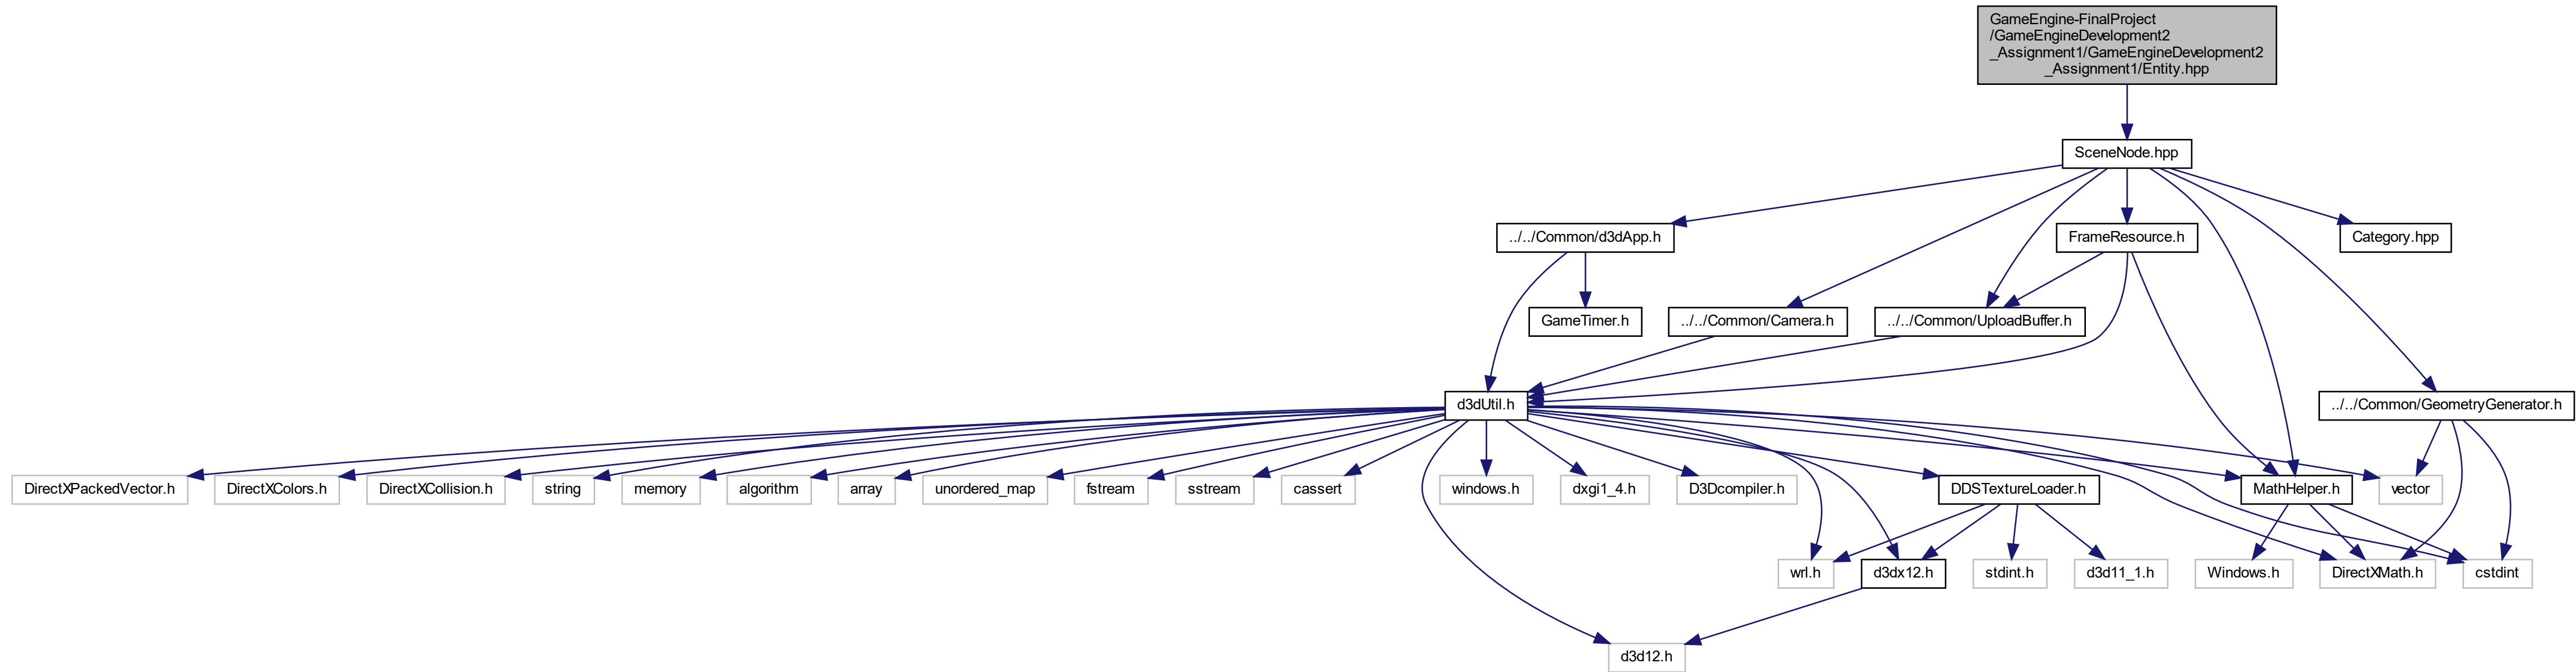 GameEngine-FinalProject
/GameEngineDevelopment2
_Assignment1/GameEngineDevelopment2
_Assignment1/Entity.hpp
SceneNode.hpp
../../Common/d3dApp.h
FrameResource.h
Category.hpp
GameTimer.h
../../Common/Camera.h
../../Common/UploadBuffer.h
d3dUtil.h
../../Common/GeometryGenerator.h
DirectXPackedVector.h
DirectXColors.h
DirectXCollision.h
string
memory
algorithm
array
unordered_map
fstream
sstream
cassert
windows.h
dxgi1_4.h
D3Dcompiler.h
DDSTextureLoader.h
MathHelper.h
vector
wrl.h
d3dx12.h
stdint.h
d3d11_1.h
Windows.h
DirectXMath.h
cstdint
d3d12.h